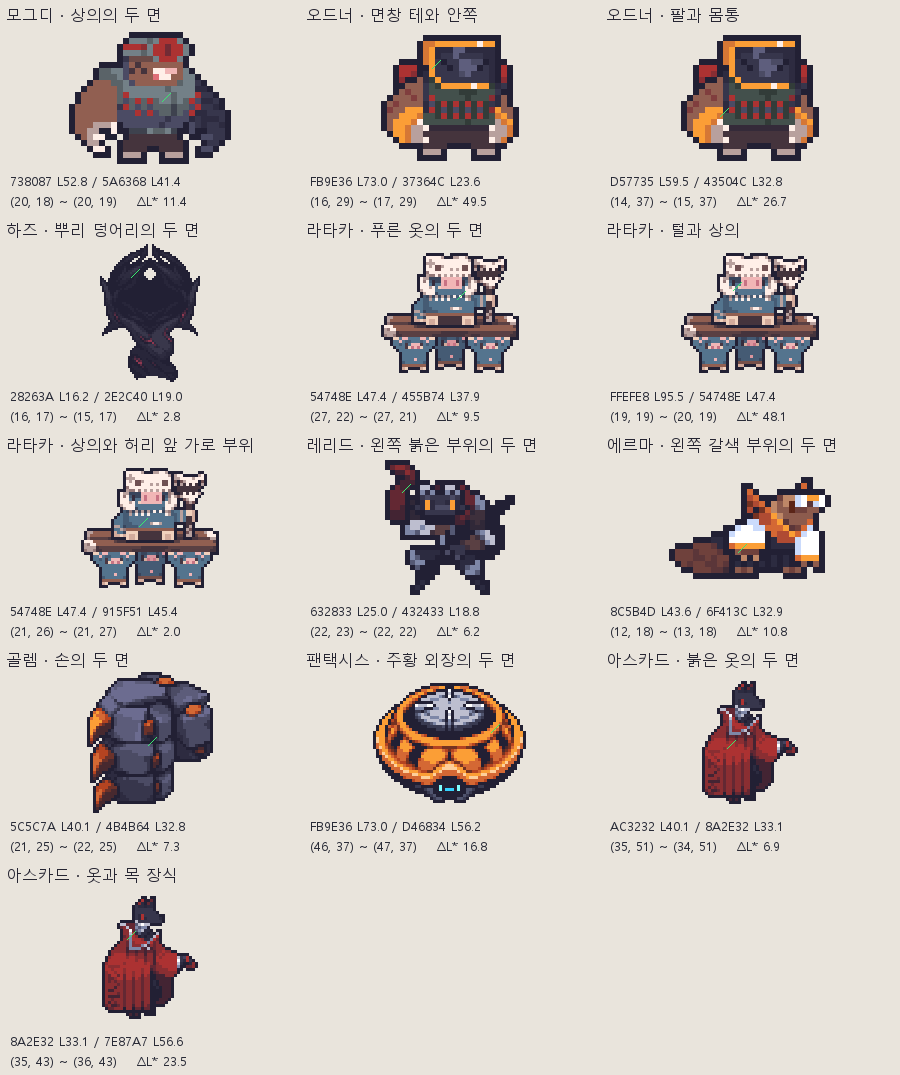 모그디 · 상의의 두 면
738087 L52.8 / 5A6368 L41.4
(20, 18) ~ (20, 19) ΔL* 11.4
오드너 · 면창 테와 안쪽
FB9E36 L73.0 / 37364C L23.6
(16, 29) ~ (17, 29) ΔL* 49.5
오드너 · 팔과 몸통
D57735 L59.5 / 43504C L32.8
(14, 37) ~ (15, 37) ΔL* 26.7
하즈 · 뿌리 덩어리의 두 면
28263A L16.2 / 2E2C40 L19.0
(16, 17) ~ (15, 17) ΔL* 2.8
라타카 · 푸른 옷의 두 면
54748E L47.4 / 455B74 L37.9
(27, 22) ~ (27, 21) ΔL* 9.5
라타카 · 털과 상의
FFEFE8 L95.5 / 54748E L47.4
(19, 19) ~ (20, 19) ΔL* 48.1
라타카 · 상의와 허리 앞 가로 부위
54748E L47.4 / 915F51 L45.4
(21, 26) ~ (21, 27) ΔL* 2.0
레리드 · 왼쪽 붉은 부위의 두 면
632833 L25.0 / 432433 L18.8
(22, 23) ~ (22, 22) ΔL* 6.2
에르마 · 왼쪽 갈색 부위의 두 면
8C5B4D L43.6 / 6F413C L32.9
(12, 18) ~ (13, 18) ΔL* 10.8
골렘 · 손의 두 면
5C5C7A L40.1 / 4B4B64 L32.8
(21, 25) ~ (22, 25) ΔL* 7.3
팬택시스 · 주황 외장의 두 면
FB9E36 L73.0 / D46834 L56.2
(46, 37) ~ (47, 37) ΔL* 16.8
아스카드 · 붉은 옷의 두 면
AC3232 L40.1 / 8A2E32 L33.1
(35, 51) ~ (34, 51) ΔL* 6.9
아스카드 · 옷과 목 장식
8A2E32 L33.1 / 7E87A7 L56.6
(35, 43) ~ (36, 43) ΔL* 23.5